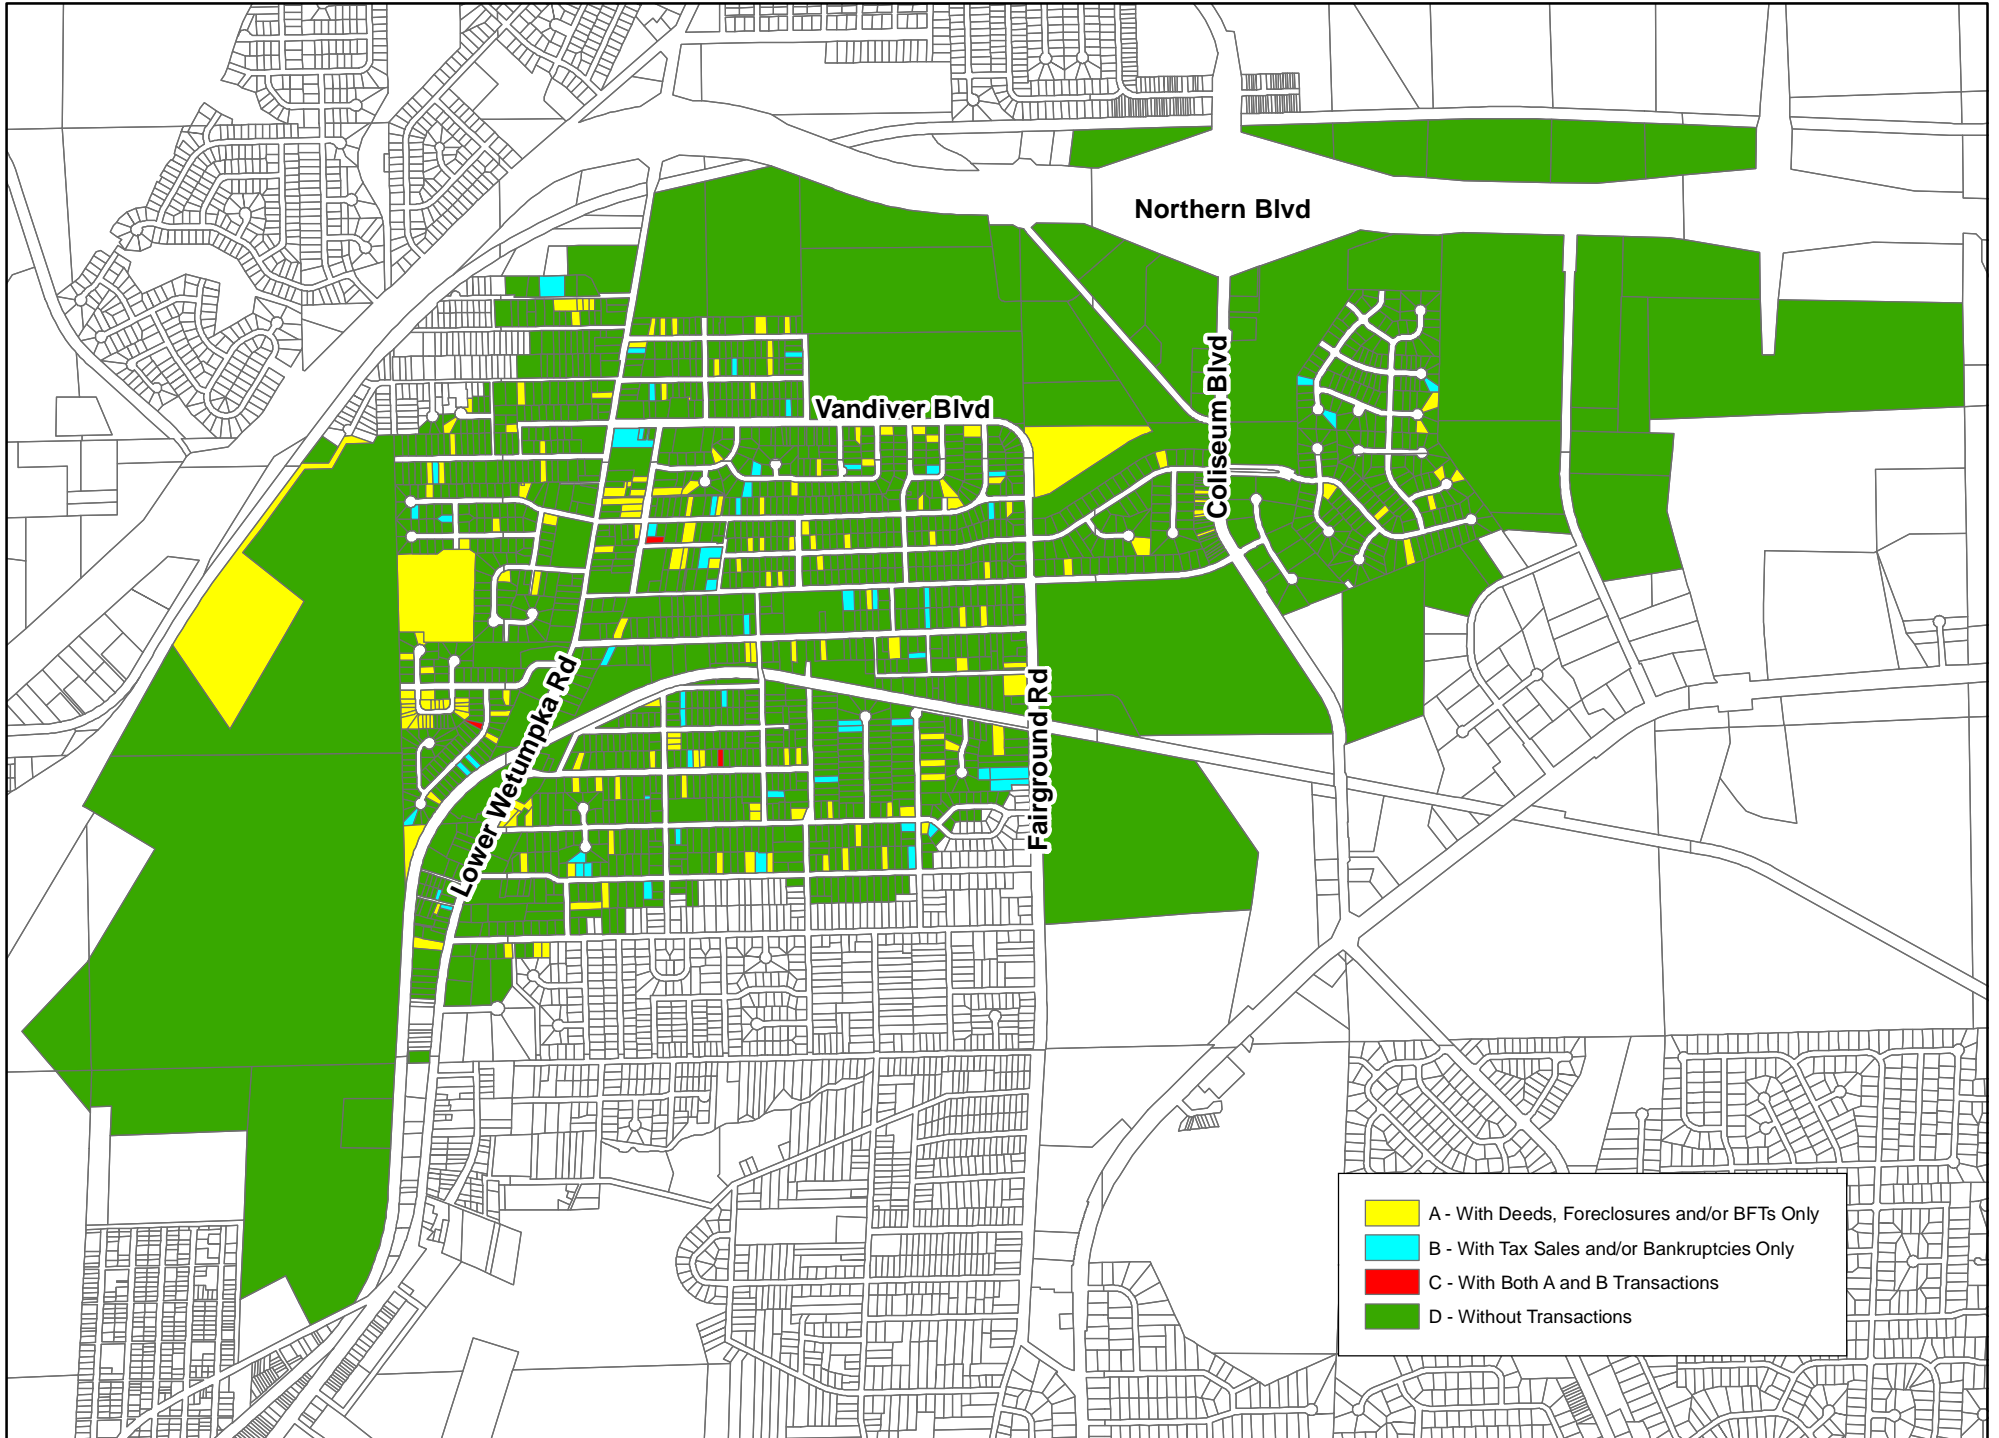 Northern Blvd
Coliseum Blvd
Vandiver Blvd
Lower Wetumpka Rd
Fairground Rd
A - With Deeds, Foreclosures and/or BFTs Only
B - With Tax Sales and/or Bankruptcies Only
C - With Both A and B Transactions
D - Without Transactions